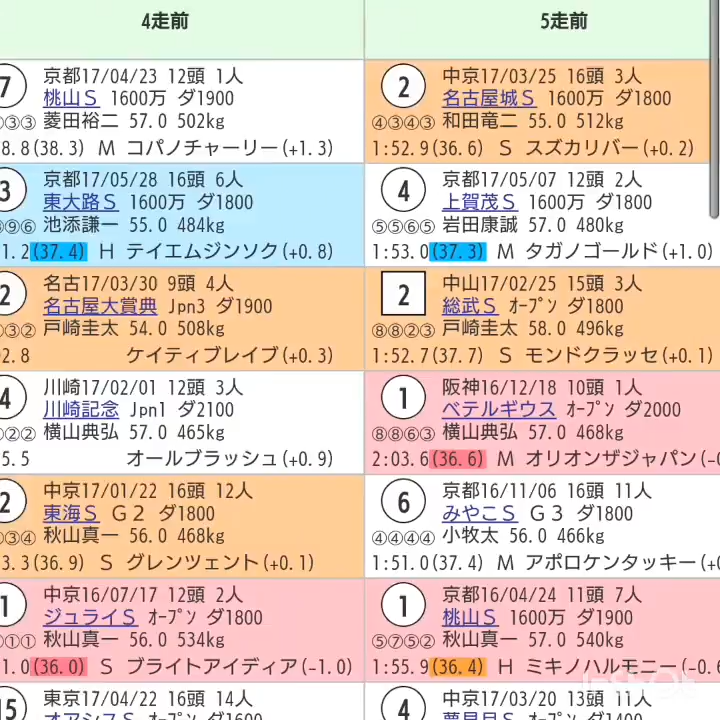 4走前 5走前
7 京都17/04/23 12頭 1人
桃山Ｓ 1600万 ダ1900
③③ 菱田裕二 57.0 502kg
8.8(38.3) M コパノチャーリー(+1.3)
2 中京17/03/25 16頭 3人
名古屋城Ｓ 1600万 ダ1800
④③④③ 和田竜二 55.0 512kg
1:52.9(36.6) S スズカリバー(+0.2)
3 京都17/05/28 16頭 6人
東大路Ｓ 1600万 ダ1800
⑨⑥ 池添謙一 55.0 484kg
1.2(37.4) H テイエムジンソク(+0.8)
4 京都17/05/07 12頭 2人
上賀茂Ｓ 1600万 ダ1800
⑤⑤⑥⑤ 岩田康誠 57.0 480kg
1:53.0(37.3) M タガノゴールド(+1.0)
2 名古17/03/30 9頭 4人
名古屋大賞典 Jpn3 ダ1900
③② 戸崎圭太 54.0 508kg
2.8 ケイティブレイブ(+0.3)
2 中山17/02/25 15頭 3人
総武Ｓ ｵｰﾌﾟﾝ ダ1800
⑧⑧②③ 戸崎圭太 58.0 496kg
1:52.7(37.7) S モンドクラッセ(+0.1)
4 川崎17/02/01 12頭 3人
川崎記念 Jpn1 ダ2100
②② 横山典弘 57.0 465kg
5.5 オールブラッシュ(+0.9)
1 阪神16/12/18 10頭 1人
ベテルギウス ｵｰﾌﾟﾝ ダ2000
⑧⑧⑥③ 横山典弘 57.0 468kg
2:03.6(36.6) M オリオンザジャパン(-0
2 中京17/01/22 16頭 12人
東海Ｓ Ｇ２ ダ1800
③④ 秋山真一 56.0 468kg
3.3(36.9) S グレンツェント(+0.1)
6 京都16/11/06 16頭 11人
みやこＳ Ｇ３ ダ1800
④④④④ 小牧太 56.0 466kg
1:51.0(37.4) M アポロケンタッキー(+0
1 中京16/07/17 12頭 2人
ジュライＳ ｵｰﾌﾟﾝ ダ1800
①① 秋山真一 56.0 534kg
1.0(36.0) S ブライトアイディア(-1.0)
1 京都16/04/24 11頭 7人
桃山Ｓ 1600万 ダ1900
⑤⑦⑤② 秋山真一 57.0 540kg
1:55.9(36.4) H ミキノハルモニー(-0.6
15 東京17/04/22 16頭 14人
オアシスＳ ｵｰﾌﾟﾝ ダ1600
4 中京17/03/20 13頭 11人